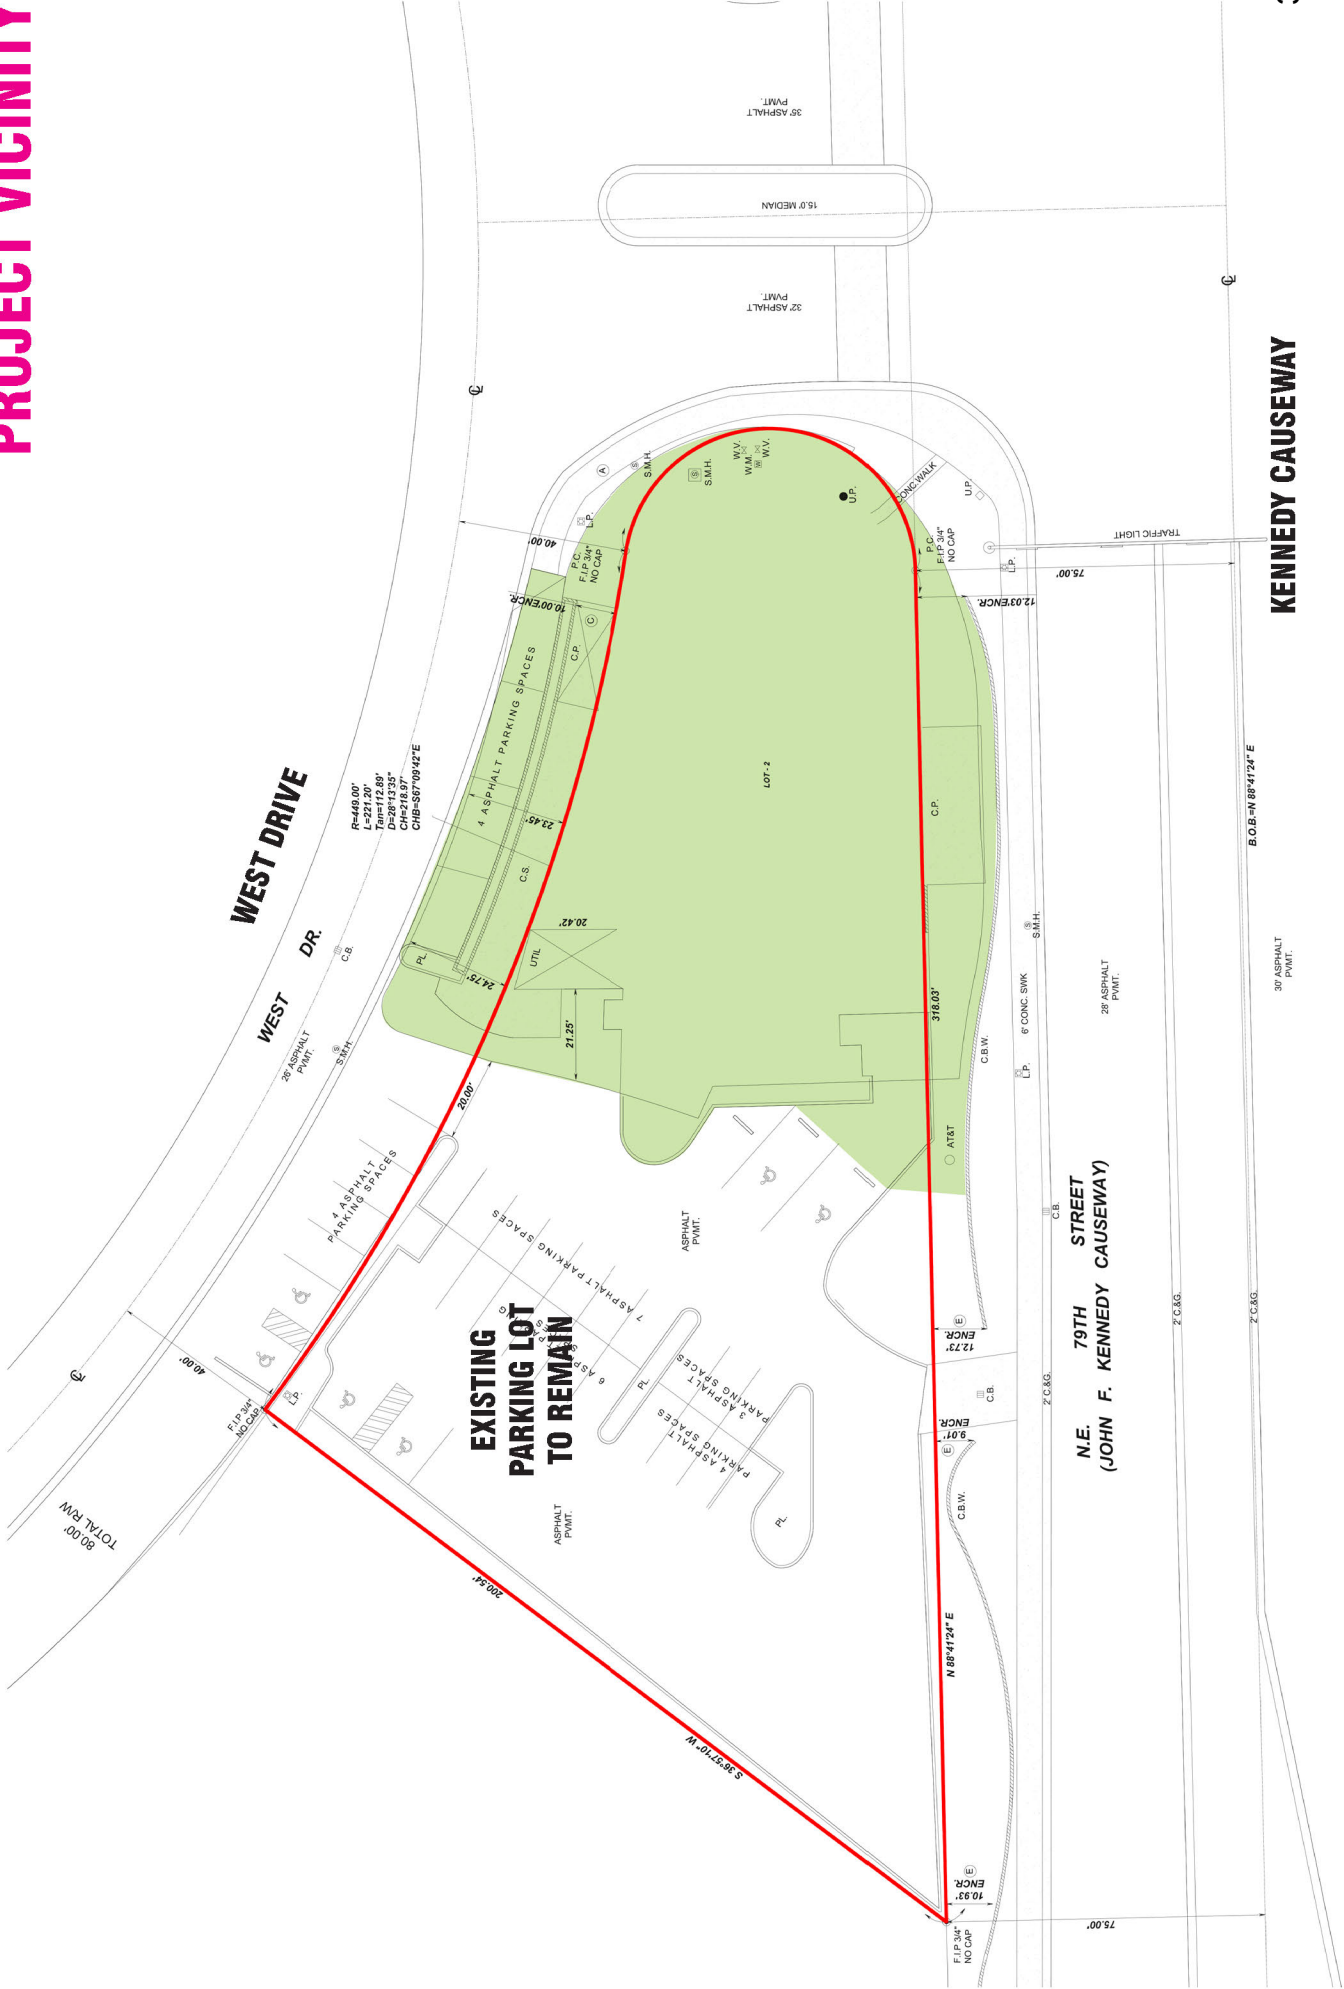 PROJECT VICINITY
35' ASPHALT
PVMT.
15.0' MEDIAN
32' ASPHALT
PVMT.
KENNEDY CAUSEWAY
WEST DRIVE
R=449.00'
L=221.20'
Tan=112.89'
D=28°13'35"
CH=218.97'
CHB=S67°09'42"E
WEST DR.
C.B.
26' ASPHALT
PVMT.
S.M.H.
A
S
S.M.H.
S
S.M.H.
W.V.
W.M.
W
W.V.
L.P.
U.P.
CONC.WALK
U.P.
40.00'
P.C.
F.I.P 3/4"
NO CAP
P.C.
F.I.P 3/4"
NO CAP
TRAFFIC LIGHT
L.P.
75.00'
10.00'ENCR.
C
C.P.
12.03'ENCR.
4 ASPHALT PARKING SPACES
23.45'
C.S.
LOT - 2
C.P.
B.O.B.=N 88°41'24" E
PL.
24.75'
UTIL
20.42'
21.25'
318.03'
S
S.M.H.
6' CONC. SWK
28' ASPHALT
PVMT.
30' ASPHALT
PVMT.
C.B.W.
L.P.
20.00'
AT&T
4 ASPHALT
PARKING SPACES
7 ASPHALT PARKING SPACES
ASPHALT
PVMT.
C.B.
N.E. 79TH STREET
(JOHN F. KENNEDY CAUSEWAY)
2' C.&G.
2' C.&G.
2' C.&G.
EXISTING
PARKING LOT
TO REMAIN
PL.
3 ASPHALT
PARKING SPACES
4 ASPHALT
PARKING SPACES
E
12.73'
ENCR.
C.B.
9.01'
ENCR.
E
40.00'
F.I.P 3/4"
NO CAP
L.P.
80.00'
TOTAL R/W
ASPHALT
PVMT.
PL.
C.B.W.
200.54'
S 36°57'10" W
N 88°41'24" E
E
10.93'
ENCR.
F.I.P 3/4"
NO CAP
75.00'